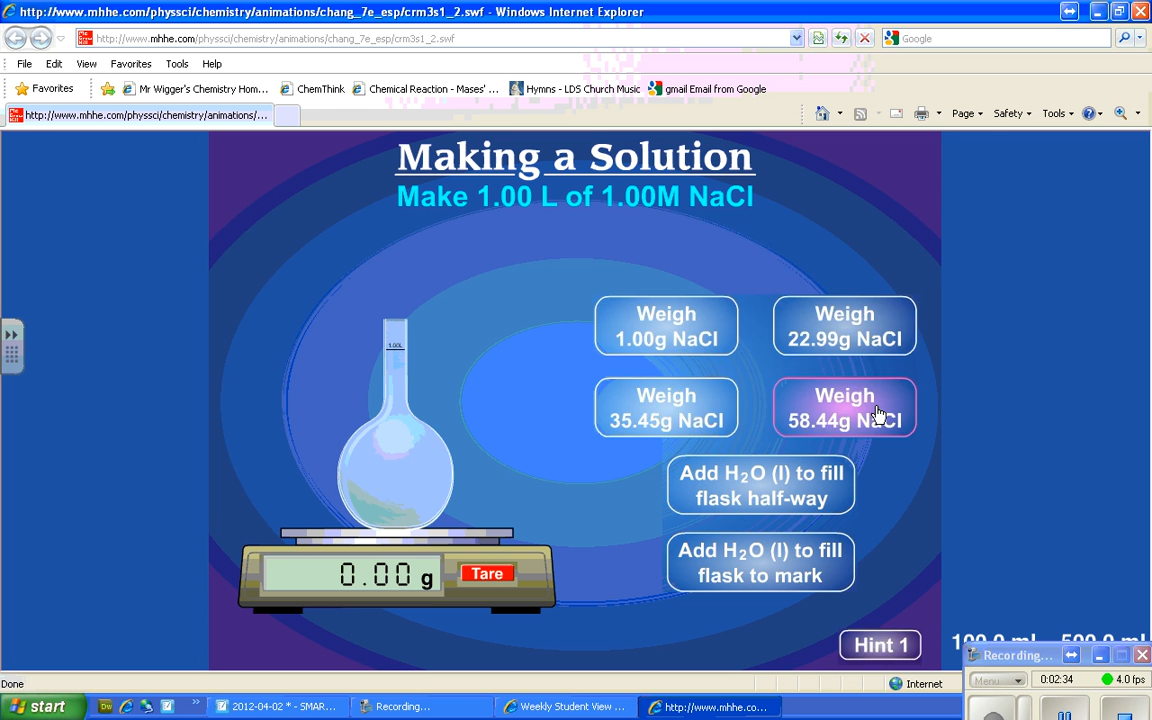 http://www.mhhe.com/physsci/chemistry/animations/chang_7e_esp/crm3s1_2.swf - Windows Internet Explorer
http://www.mhhe.com/physsci/chemistry/animations/chang_7e_esp/crm3s1_2.swf
Google
File Edit View Favorites Tools Help
Favorites Mr Wigger's Chemistry Hom... ChemThink Chemical Reaction - Mases' ... Hymns - LDS Church Music gmail Email from Google
http://www.mhhe.com/physsci/chemistry/animations/... Page Safety Tools
Making a Solution
Make 1.00 L of 1.00M NaCl
Weigh
1.00g NaCl
Weigh
22.99g NaCl
1.00L
Weigh
35.45g NaCl
Weigh
58.44g NaCl
Add H₂O (l) to fill
flask half-way
Add H₂O (l) to fill
flask to mark
0.00 g
Tare
Hint 1
Recording...
Menu 0:02:34 4.0 fps
Done Internet
start 2012-04-02 * - SMAR... Recording... Weekly Student View ... http://www.mhhe.co...